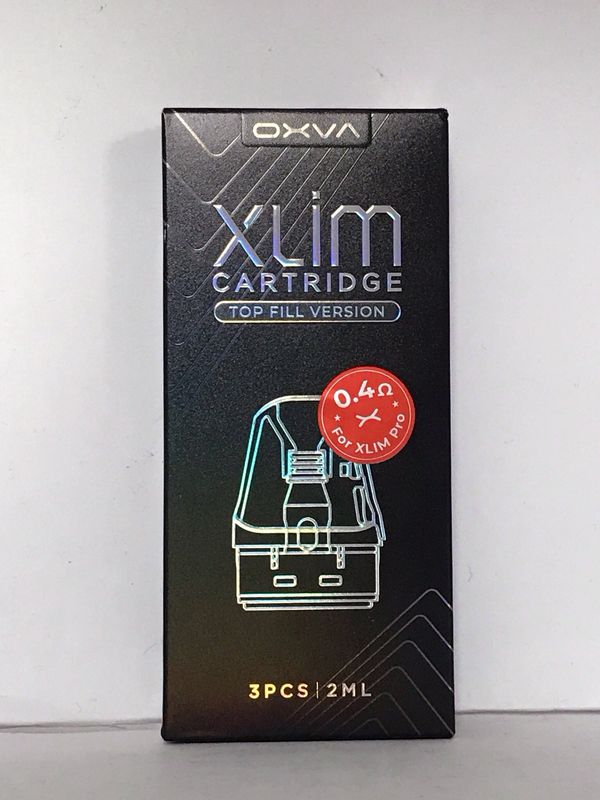 OXVA
XLIM
CARTRIDGE
TOP FILL VERSION
0.4Ω
For XLIM Pro
3PCS | 2ML